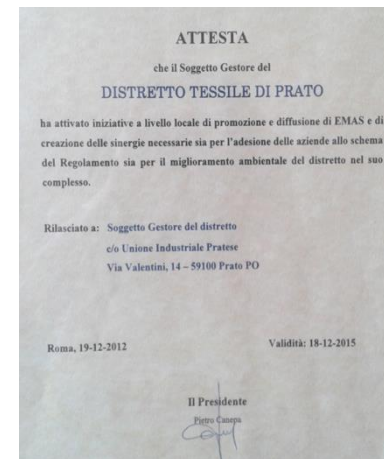 ATTESTA
che il Soggetto Gestore del
DISTRETTO TESSILE DI PRATO
ha attivato iniziative a livello locale di promozione e diffusione di EMAS e di
creazione delle sinergie necessarie sia per l'adesione delle aziende allo schema
del Regolamento sia per il miglioramento ambientale del distretto nel suo
complesso.
Rilasciato a: Soggetto Gestore del distretto
c/o Unione Industriale Pratese
Via Valentini, 14 – 59100 Prato PO
Roma, 19-12-2012
Validità: 18-12-2015
Il Presidente
Pietro Canepa